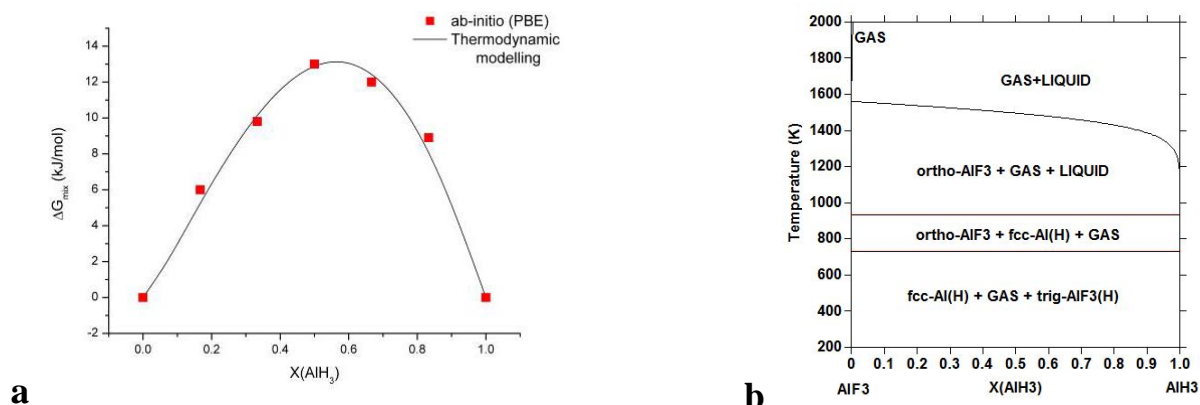 ab-initio (PBE)
Thermodynamic
modelling
14
12
10
8
6
4
2
0
-2
ΔGmix (kJ/mol)
0.0 0.2 0.4 0.6 0.8 1.0
X(AlH3)
a
2000
1800
1600
1400
1200
1000
800
600
400
200
Temperature (K)
GAS
GAS+LIQUID
ortho-AlF3 + GAS + LIQUID
ortho-AlF3 + fcc-Al(H) + GAS
fcc-Al(H) + GAS + trig-AlF3(H)
0 0.1 0.2 0.3 0.4 0.5 0.6 0.7 0.8 0.9 1.0
AlF3 X(AlH3) AlH3
b